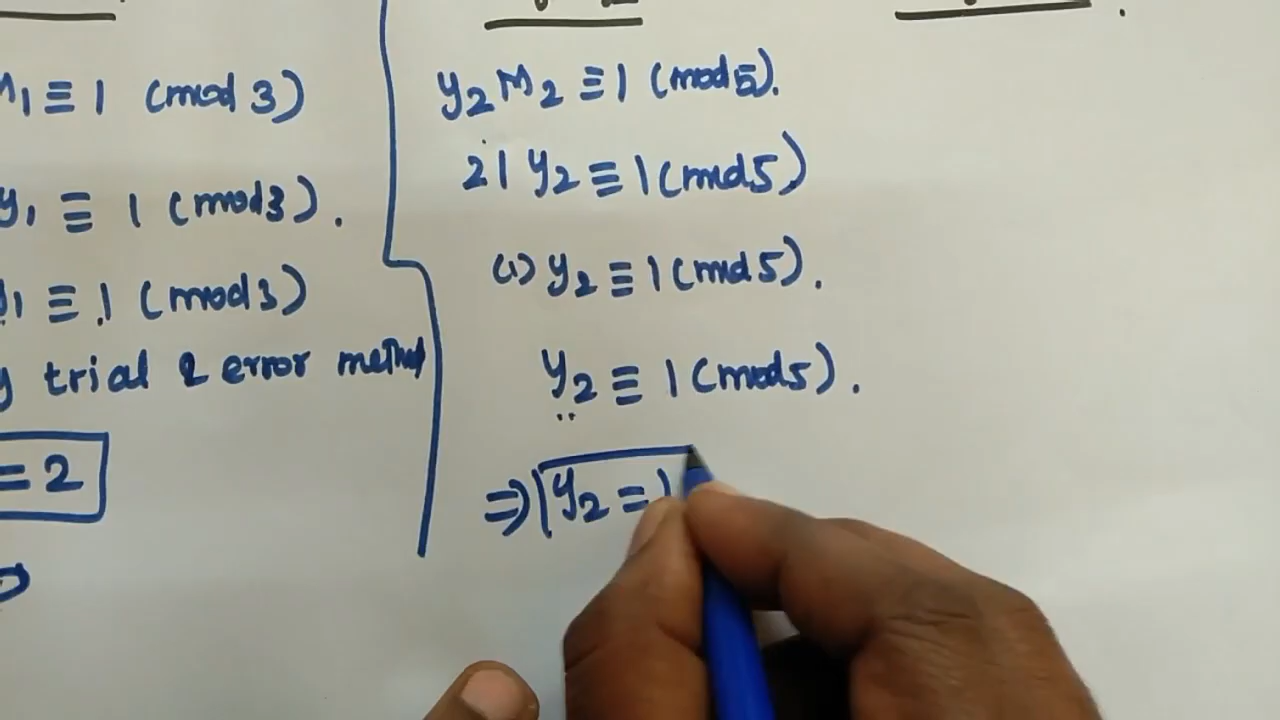 M₁ ≡ 1 (mod 3)
y₁ ≡ 1 (mod 3).
y₁ ≡ 1 (mod 3)
y trial & error method
= 2
y₂ M₂ ≡ 1 (mod 5).
21 y₂ ≡ 1 (mod 5)
(1) y₂ ≡ 1 (mod 5).
y₂ ≡ 1 (mod 5).
⇒ y₂ = 1